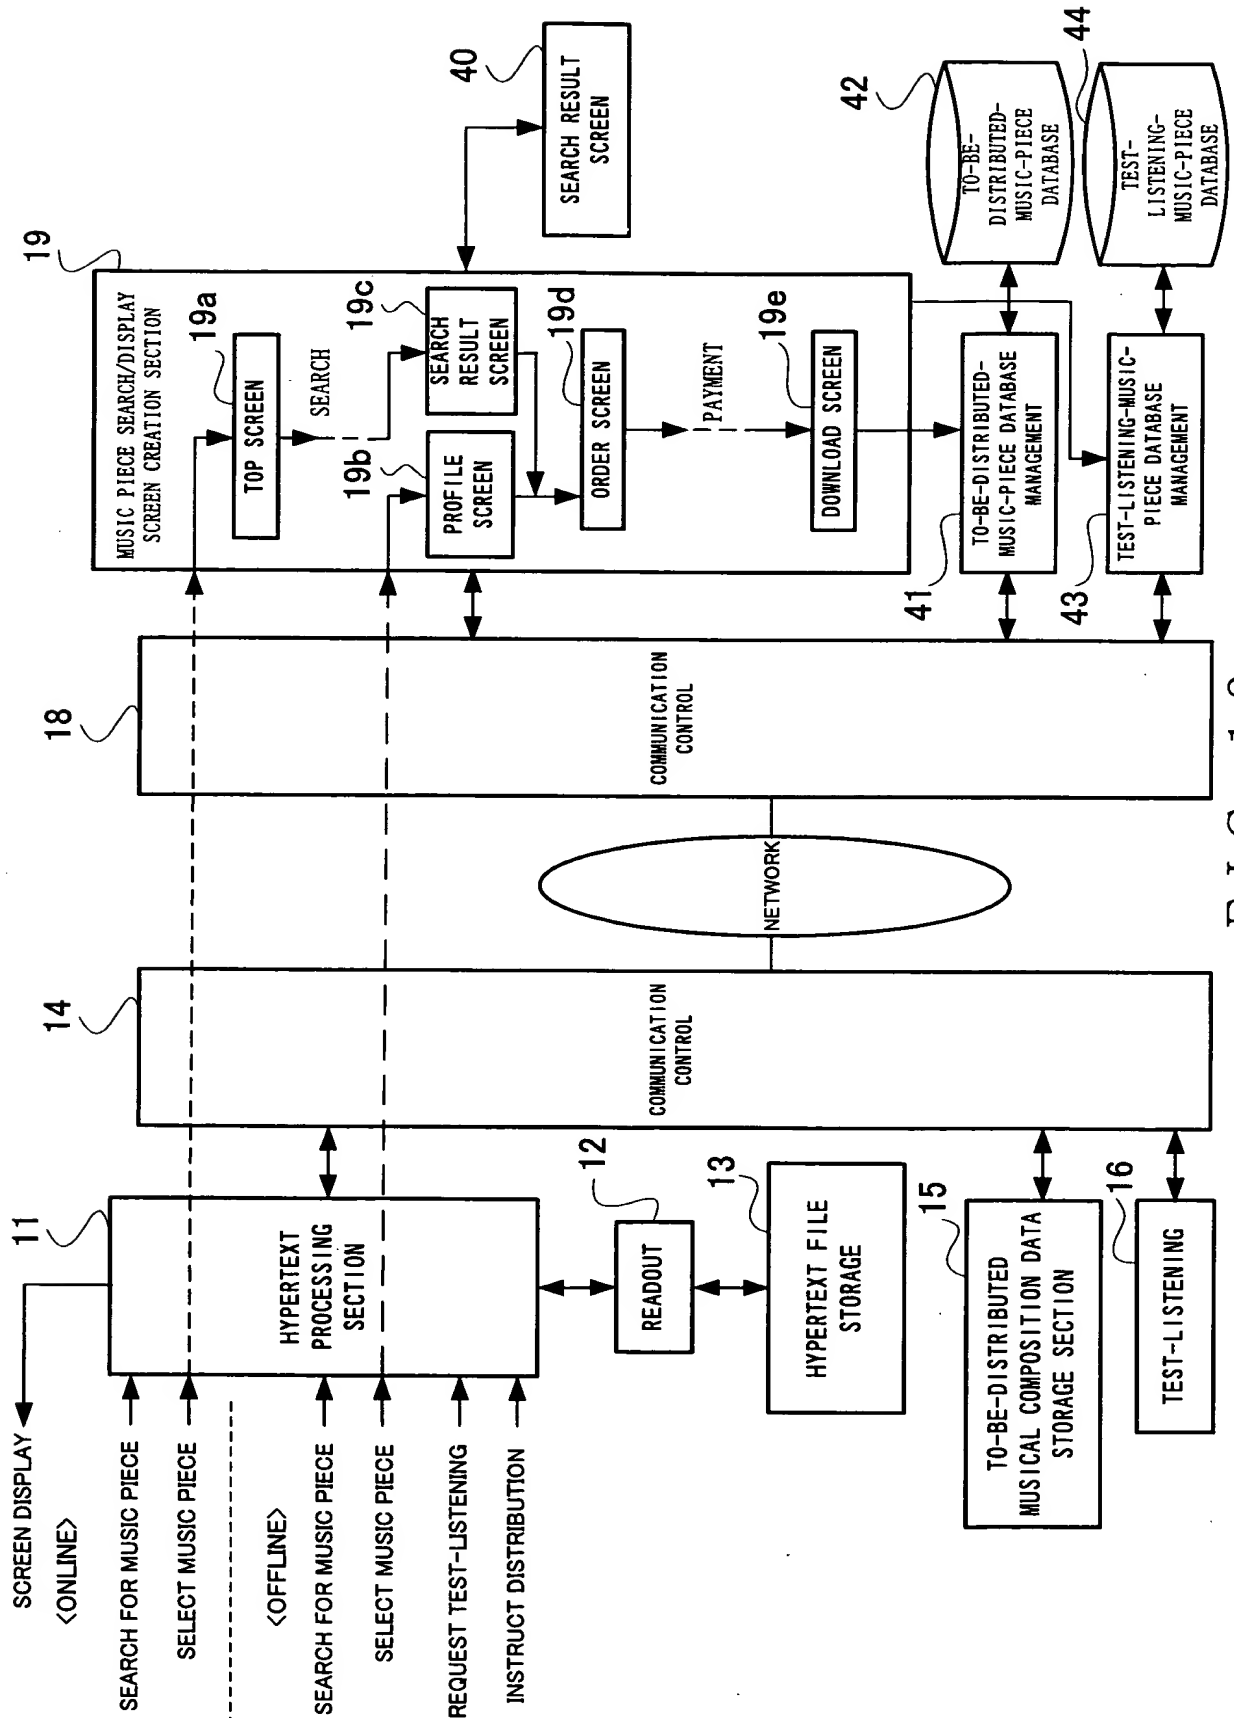 SCREEN DISPLAY
<ONLINE>
SEARCH FOR MUSIC PIECE
SELECT MUSIC PIECE
<OFFLINE>
SEARCH FOR MUSIC PIECE
SELECT MUSIC PIECE
REQUEST TEST-LISTENING
INSTRUCT DISTRIBUTION
11
HYPERTEXT
PROCESSING
SECTION
12
READOUT
13
HYPERTEXT FILE
STORAGE
15
TO-BE-DISTRIBUTED
MUSICAL COMPOSITION DATA
STORAGE SECTION
16
TEST-LISTENING
14
COMMUNICATION
CONTROL
NETWORK
18
COMMUNICATION
CONTROL
19
MUSIC PIECE SEARCH/DISPLAY
SCREEN CREATION SECTION
19a
TOP SCREEN
SEARCH
19b
PROFILE
SCREEN
19c
SEARCH
RESULT
SCREEN
19d
ORDER SCREEN
PAYMENT
19e
DOWNLOAD SCREEN
40
SEARCH RESULT
SCREEN
41
TO-BE-DISTRIBUTED-
MUSIC-PIECE DATABASE
MANAGEMENT
42
TO-BE-
DISTRIBUTED-
MUSIC-PIECE
DATABASE
43
TEST-LISTENING-MUSIC-
PIECE DATABASE
MANAGEMENT
44
TEST-
LISTENING-
MUSIC-PIECE
DATABASE